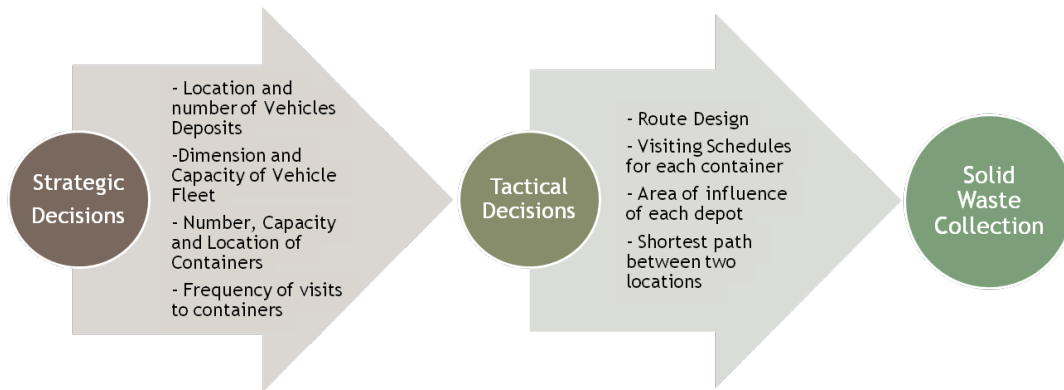 Strategic
Decisions
- Location and
number of Vehicles
Deposits
-Dimension and
Capacity of Vehicle
Fleet
- Number, Capacity
and Location of
Containers
- Frequency of visits
to containers
Tactical
Decisions
- Route Design
- Visiting Schedules
for each container
- Area of influence
of each depot
- Shortest path
between two
locations
Solid
Waste
Collection